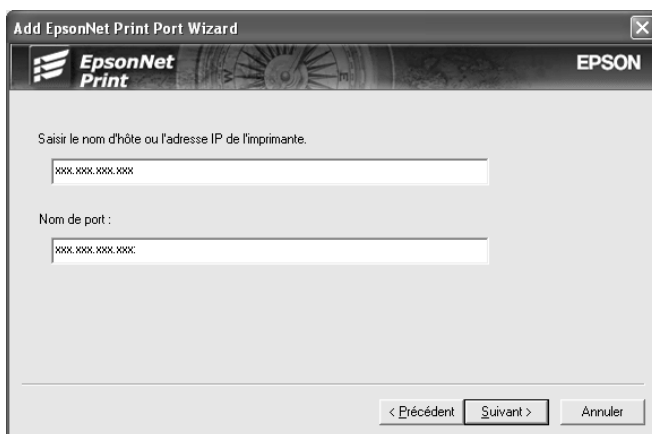 Add EpsonNet Print Port Wizard
EpsonNet
Print
EPSON
W
E
Saisir le nom d'hôte ou l'adresse IP de l'imprimante.
xxx.xxx.xxx.xxx
Nom de port :
xxx.xxx.xxx.xxx:
< Précédent
Suivant >
Annuler